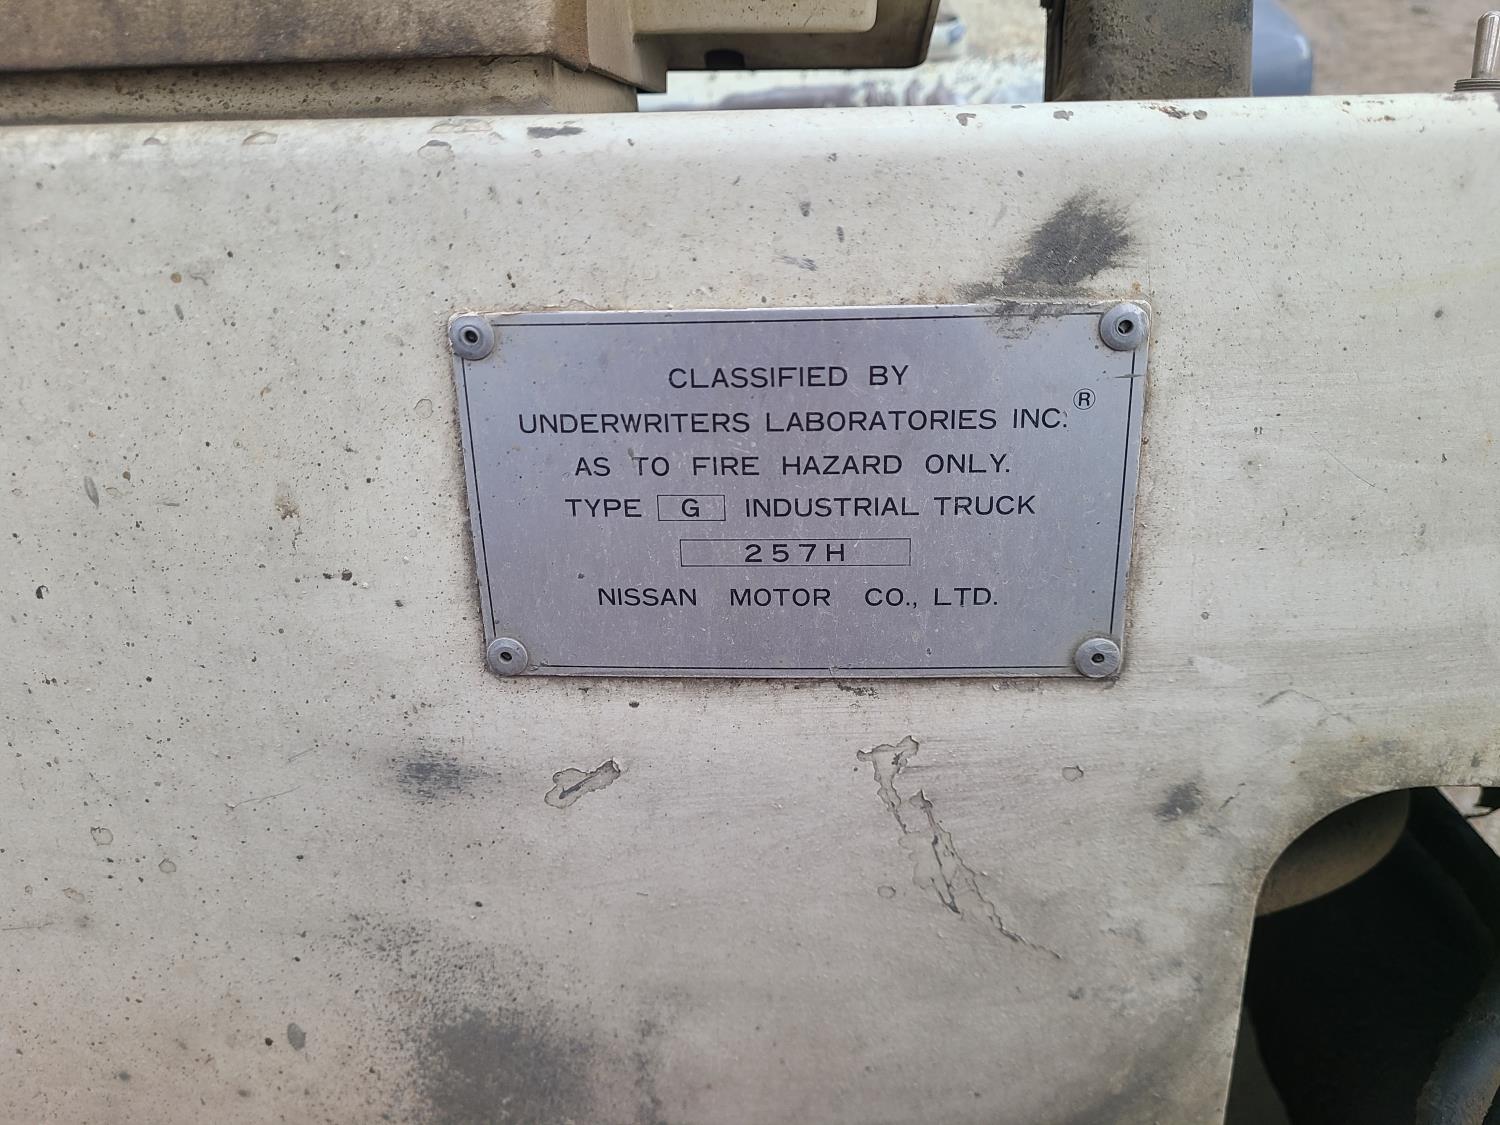 CLASSIFIED BY
UNDERWRITERS LABORATORIES INC.®
AS TO FIRE HAZARD ONLY.
TYPE G INDUSTRIAL TRUCK
257H
NISSAN MOTOR CO., LTD.